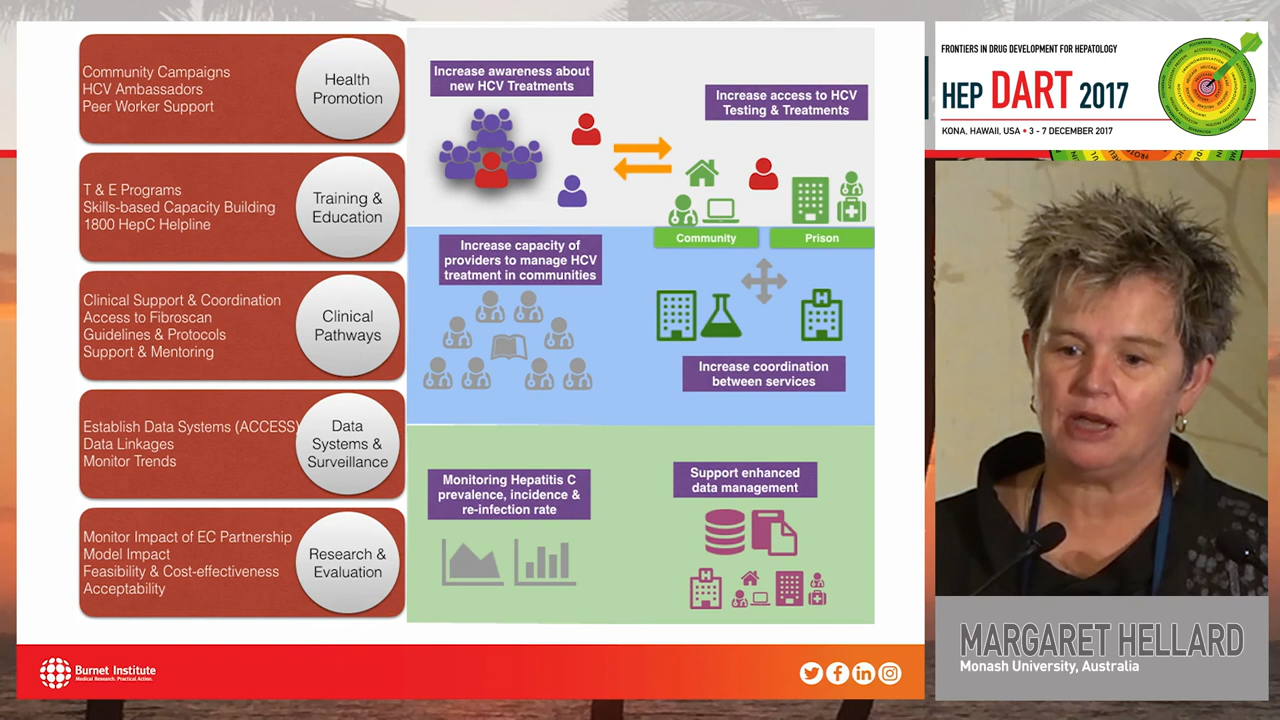 Community Campaigns
HCV Ambassadors
Peer Worker Support
Health
Promotion
T & E Programs
Skills-based Capacity Building
1800 HepC Helpline
Training &
Education
Clinical Support & Coordination
Access to Fibroscan
Guidelines & Protocols
Support & Mentoring
Clinical
Pathways
Establish Data Systems (ACCESS)
Data Linkages
Monitor Trends
Data
Systems &
Surveillance
Monitor Impact of EC Partnership
Model Impact
Feasibility & Cost-effectiveness
Acceptability
Research &
Evaluation
Increase awareness about
new HCV Treatments
Increase access to HCV
Testing & Treatments
Community
Prison
Increase capacity of
providers to manage HCV
treatment in communities
H
Increase coordination
between services
Monitoring Hepatitis C
prevalence, incidence &
re-infection rate
Support enhanced
data management
H
Burnet Institute
Medical Research. Practical Action.
FRONTIERS IN DRUG DEVELOPMENT FOR HEPATOLOGY
HEP DART 2017
KONA, HAWAII, USA • 3 - 7 DECEMBER 2017
MARGARET HELLARD
Monash University, Australia